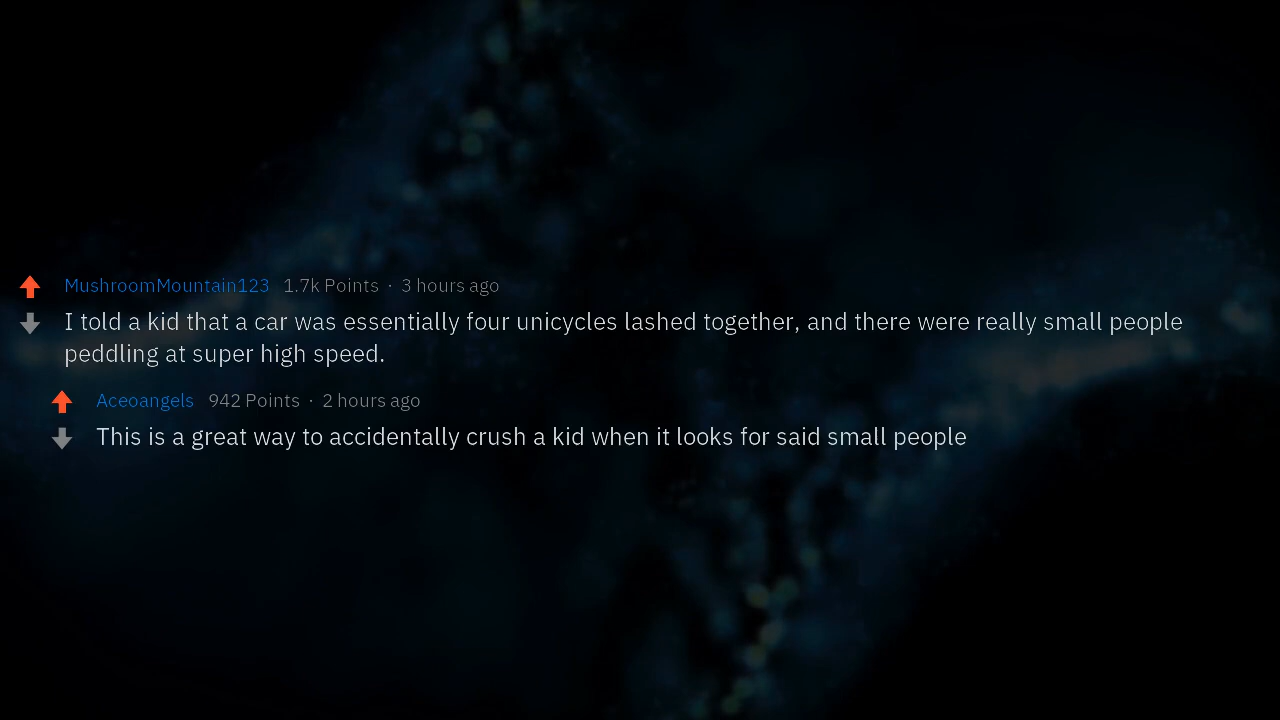 MushroomMountain123 1.7k Points · 3 hours ago
I told a kid that a car was essentially four unicycles lashed together, and there were really small people
peddling at super high speed.
Aceoangels 942 Points · 2 hours ago
This is a great way to accidentally crush a kid when it looks for said small people